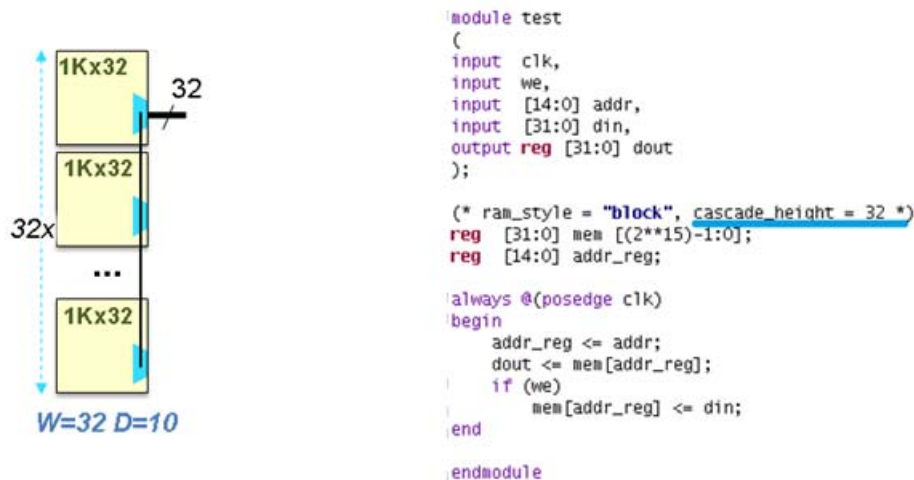 1Kx32
32
1Kx32
32x
...
1Kx32
W=32 D=10
module test
(
input clk,
input we,
input [14:0] addr,
input [31:0] din,
output reg [31:0] dout
);
(* ram_style = "block", cascade_height = 32 *)
reg [31:0] mem [(2**15)-1:0];
reg [14:0] addr_reg;
always @(posedge clk)
begin
addr_reg <= addr;
dout <= mem[addr_reg];
if (we)
mem[addr_reg] <= din;
end
endmodule